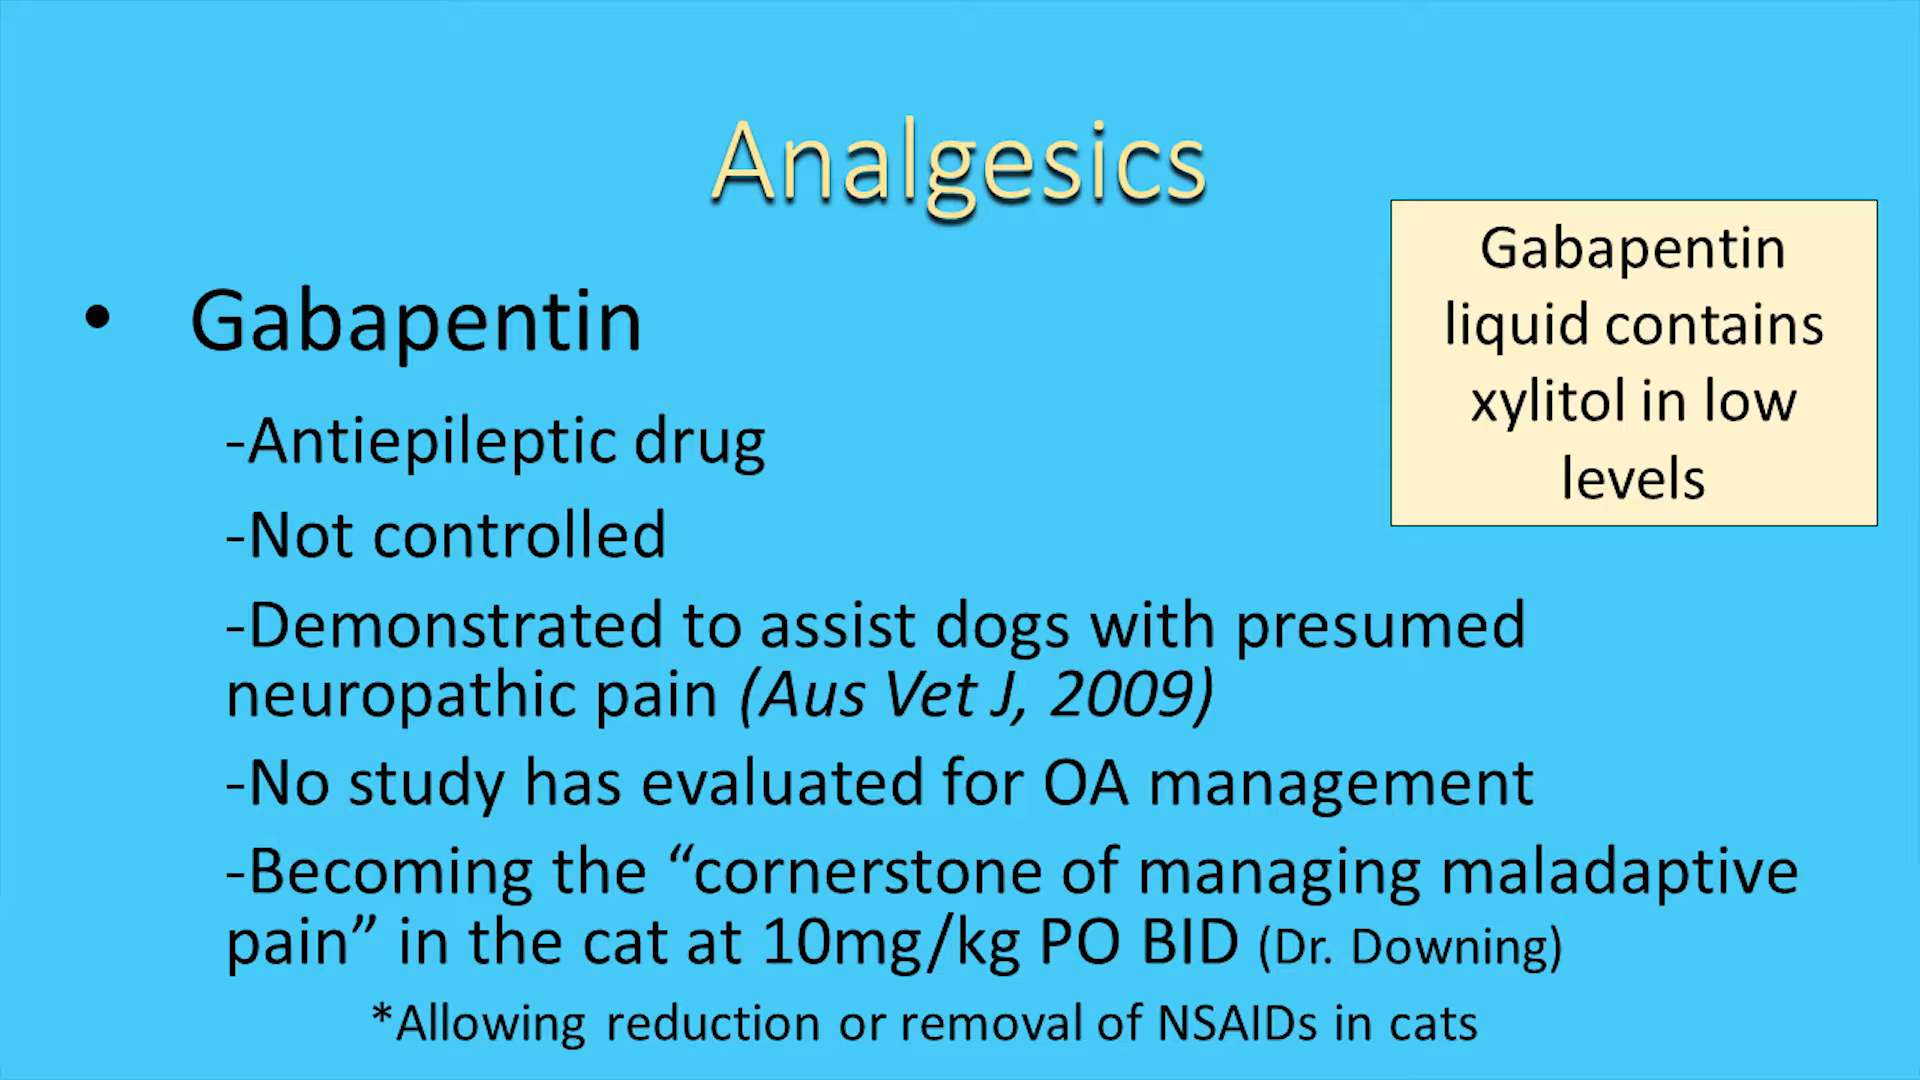 Analgesics
Gabapentin
liquid contains
xylitol in low
levels
• Gabapentin
-Antiepileptic drug
-Not controlled
-Demonstrated to assist dogs with presumed
neuropathic pain (Aus Vet J, 2009)
-No study has evaluated for OA management
-Becoming the “cornerstone of managing maladaptive
pain” in the cat at 10mg/kg PO BID (Dr. Downing)
*Allowing reduction or removal of NSAIDs in cats